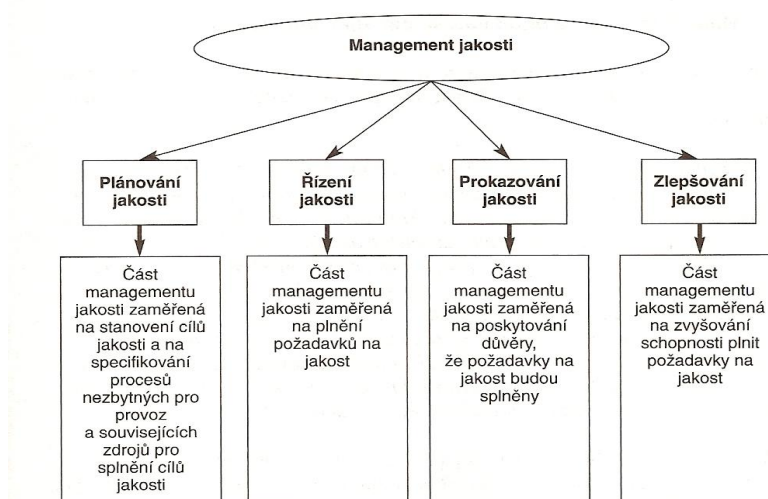 Management jakosti
Plánování
jakosti
Řízení
jakosti
Prokazování
jakosti
Zlepšování
jakosti
Část
managementu
jakosti zaměřená
na stanovení cílů
jakosti a na
specifikování
procesů
nezbytných pro
provoz
a souvisejících
zdrojů pro
splnění cílů
jakosti
Část
managementu
jakosti zaměřená
na plnění
požadavků na
jakost
Část
managementu
jakosti zaměřená
na poskytování
důvěry,
že požadavky na
jakost budou
splněny
Část
managementu
jakosti zaměřená
na zvyšování
schopnosti plnit
požadavky na
jakost